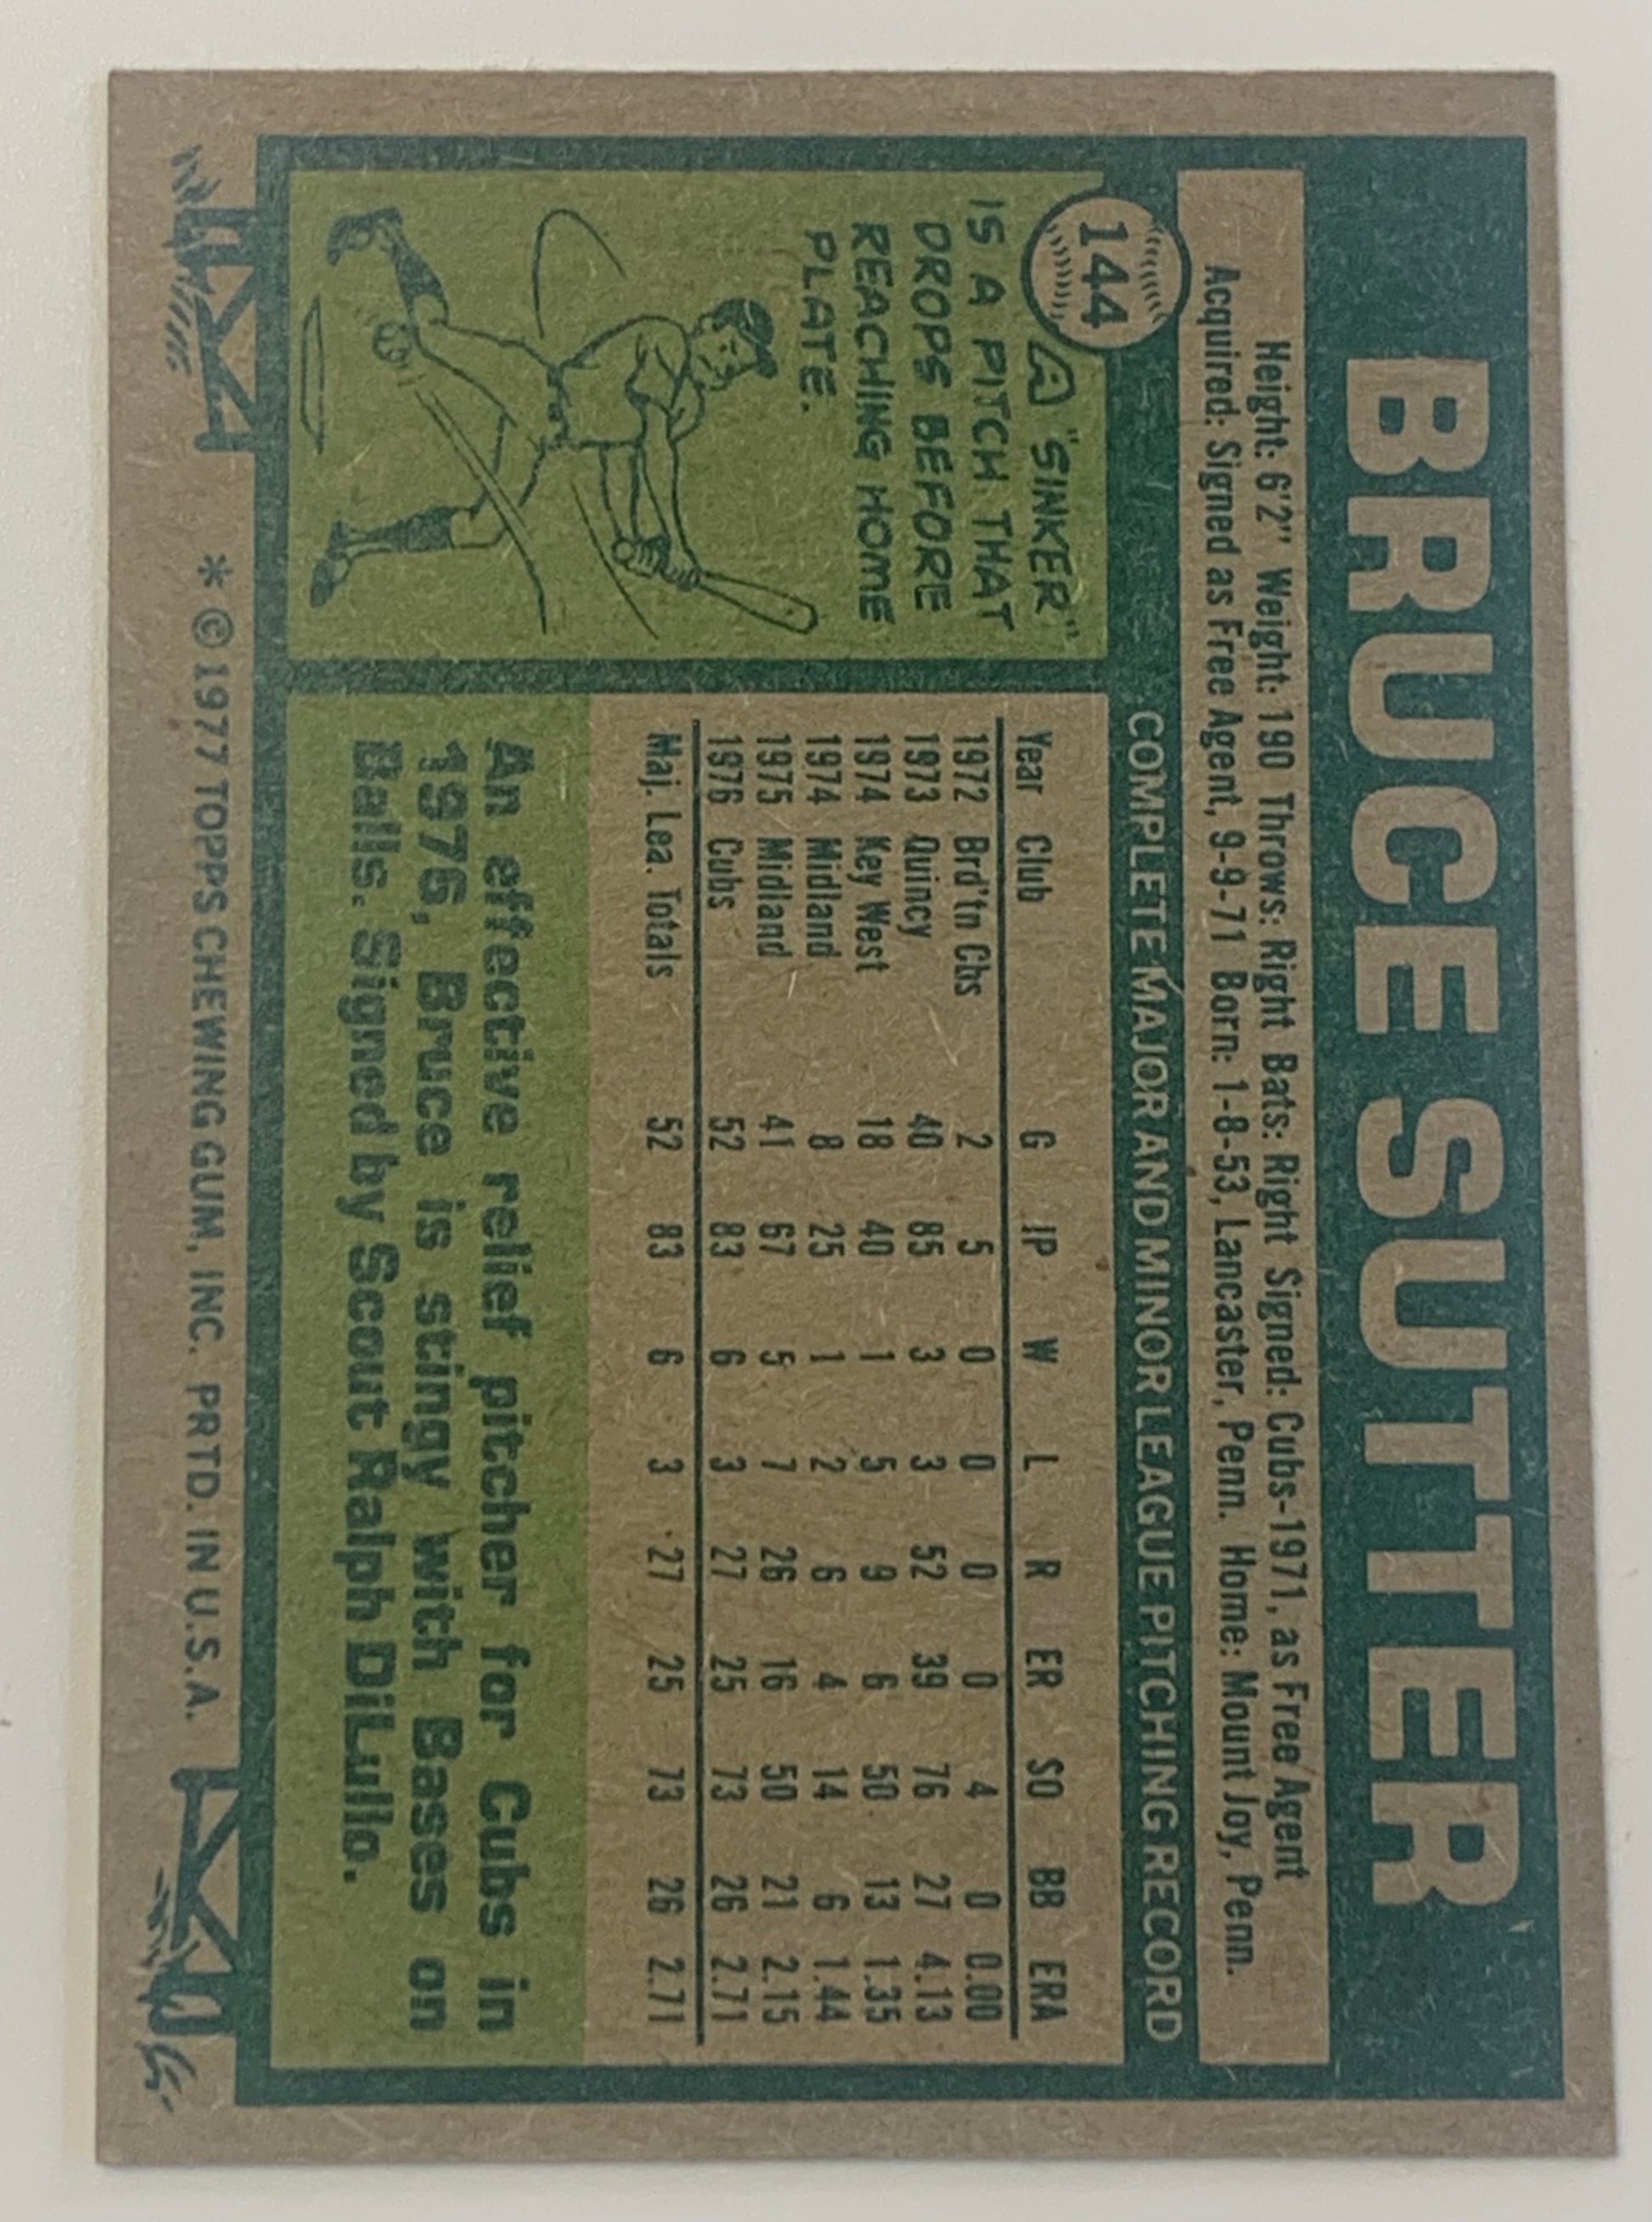 BRUCE SUTTER
Height: 6'2" Weight: 190 Throws: Right Bats: Right Signed: Cubs-1971, as Free Agent
Acquired: Signed as Free Agent, 9-9-71 Born: 1-8-53, Lancaster, Penn. Home: Mount Joy, Penn.
144
COMPLETE MAJOR AND MINOR LEAGUE PITCHING RECORD
A "SINKER"
IS A PITCH THAT
DROPS BEFORE
REACHING HOME
PLATE.
Year Club G IP W L R ER SO BB ERA
1972 Brd'tn Cbs 2 5 0 0 0 0 4 0 0.00
1973 Quincy 40 85 3 3 52 39 76 27 4.13
1974 Key West 18 40 1 5 9 6 50 13 1.35
1974 Midland 8 25 1 2 6 4 14 6 1.44
1975 Midland 41 67 5 7 26 16 50 21 2.15
1976 Cubs 52 83 6 3 27 25 73 26 2.71
Maj. Lea. Totals 52 83 6 3 27 25 73 26 2.71
An effective relief pitcher for Cubs in
1976, Bruce is stingy with Bases on
Balls. Signed by Scout Ralph DiLullo.
* © 1977 TOPPS CHEWING GUM, INC. PRTD. IN U.S.A.